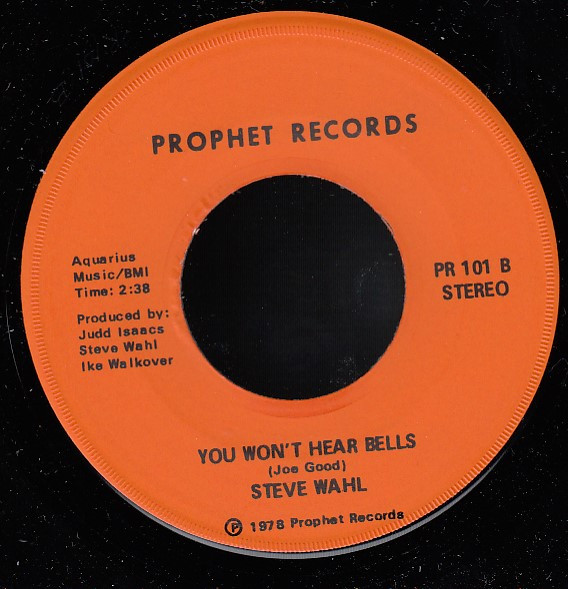 PROPHET RECORDS
Aquarius
Music/BMI
Time: 2:38
Produced by:
Judd Isaacs
Steve Wahl
Ike Walkover
PR 101 B
STEREO
YOU WON'T HEAR BELLS
(Joe Good)
STEVE WAHL
℗ 1978 Prophet Records